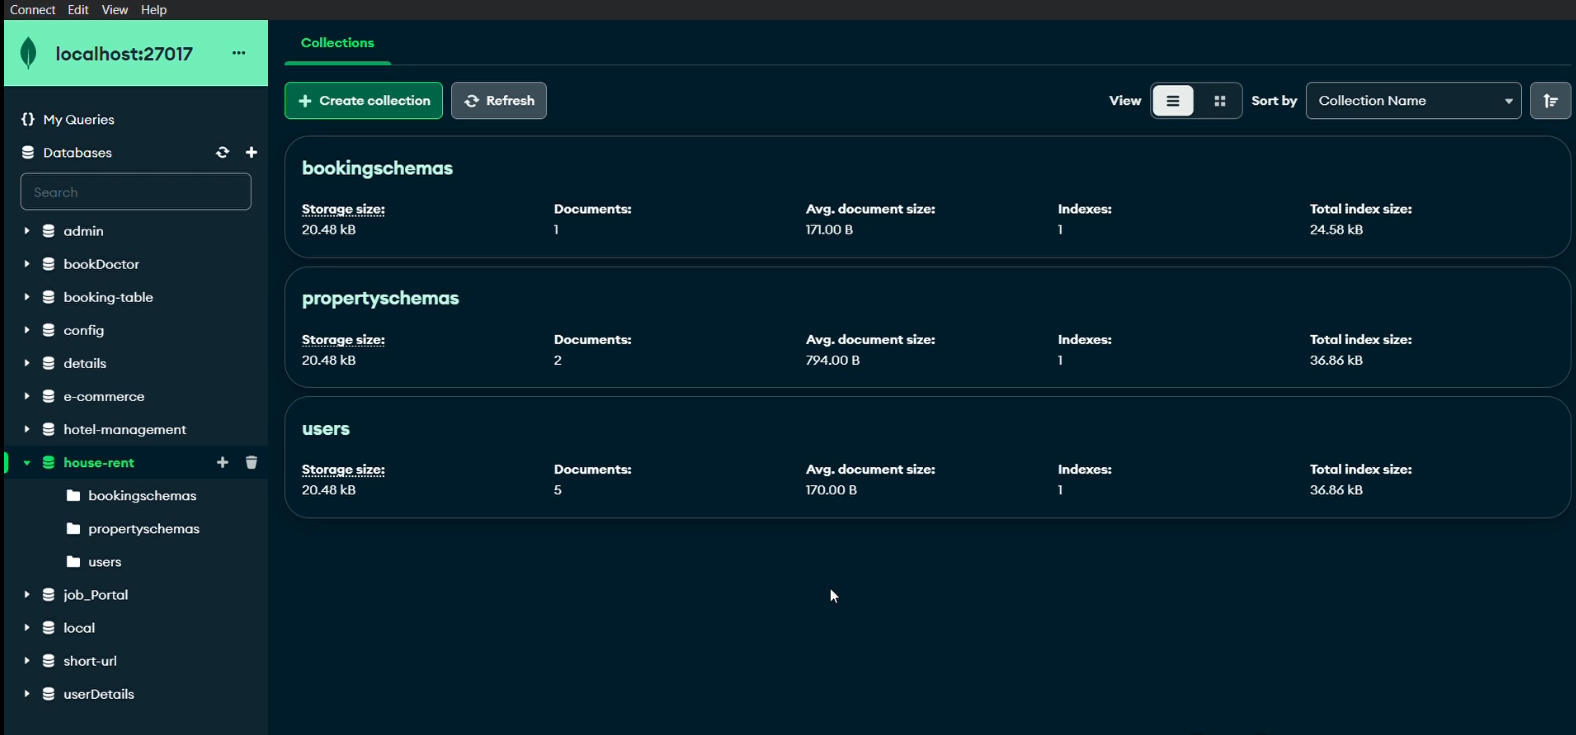 Connect Edit View Help
localhost:27017 ...
Collections
{} My Queries
Databases
Search
admin
bookDoctor
booking-table
config
details
e-commerce
hotel-management
house-rent
bookingschemas
propertyschemas
users
job_Portal
local
short-url
userDetails
+ Create collection Refresh View Sort by Collection Name
bookingschemas
Storage size: Documents: Avg. document size: Indexes: Total index size:
20.48 kB 1 171.00 B 1 24.58 kB
propertyschemas
Storage size: Documents: Avg. document size: Indexes: Total index size:
20.48 kB 2 794.00 B 1 36.86 kB
users
Storage size: Documents: Avg. document size: Indexes: Total index size:
20.48 kB 5 170.00 B 1 36.86 kB